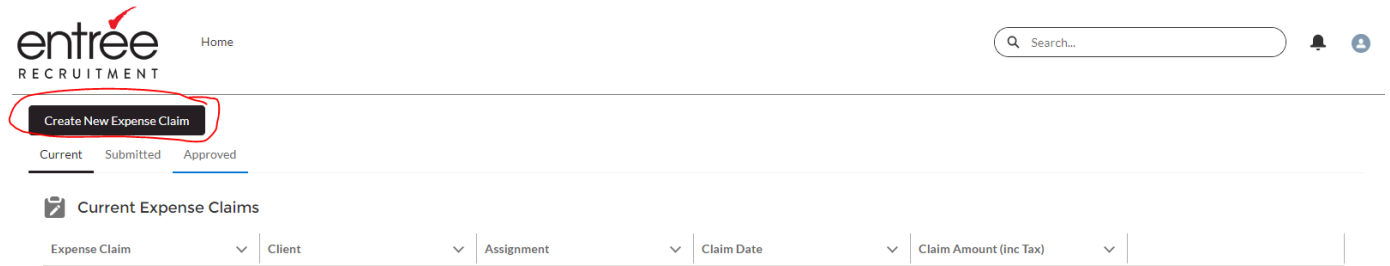 entrée
RECRUITMENT
Home
Search...
Create New Expense Claim
Current Submitted Approved
Current Expense Claims
Expense Claim Client Assignment Claim Date Claim Amount (inc Tax)